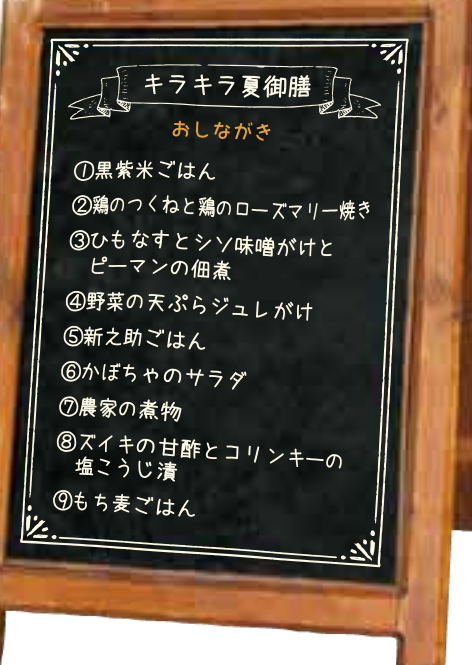 キラキラ夏御膳
おしながき
①黒紫米ごはん
②鶏のつくねと鶏のローズマリー焼き
③ひもなすとシソ味噌がけと
ピーマンの佃煮
④野菜の天ぷらジュレがけ
⑤新之助ごはん
⑥かぼちゃのサラダ
⑦農家の煮物
⑧ズイキの甘酢とコリンキーの
塩こうじ漬
⑨もち麦ごはん